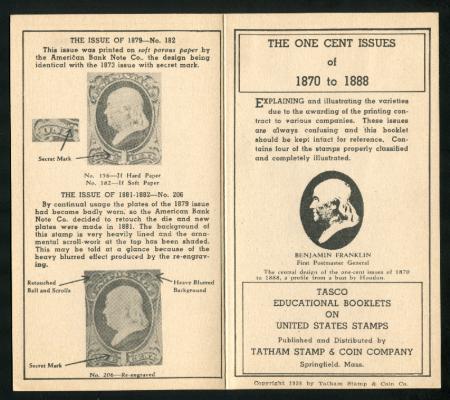 THE ISSUE OF 1879—No. 182
This issue was printed on soft porous paper by
the American Bank Note Co., the design being
identical with the 1873 issue with secret mark.
Secret Mark
No. 156—If Hard Paper
No. 182—If Soft Paper
THE ISSUE OF 1881-1882—No. 206
By continual usage the plates of the 1879 issue
had become badly worn, so the American Bank
Note Co. decided to retouch the die and new
plates were made in 1881. The background of
this stamp is very heavily lined and the orna-
mental scroll-work at the top has been shaded.
This may be told at a glance because of the
heavy blurred effect produced by the re-engrav-
ing.
Retouched
Ball and Scrolls
Heavy Blurred
Background
Secret Mark
No. 206—Re-engraved
THE ONE CENT ISSUES
of
1870 to 1888
EXPLAINING and illustrating the varieties
due to the awarding of the printing con-
tract to various companies. These issues
are always confusing and this booklet
should be kept intact for reference. Con-
tains four of the stamps properly classified
and completely illustrated.
BENJAMIN FRANKLIN
First Postmaster General
The central design of the one-cent issues of 1870
to 1888, a profile from a bust by Houdon.
TASCO
EDUCATIONAL BOOKLETS
ON
UNITED STATES STAMPS
Published and Distributed by
TATHAM STAMP & COIN COMPANY
Springfield, Mass.
Copyright by Tatham Stamp & Coin Co.